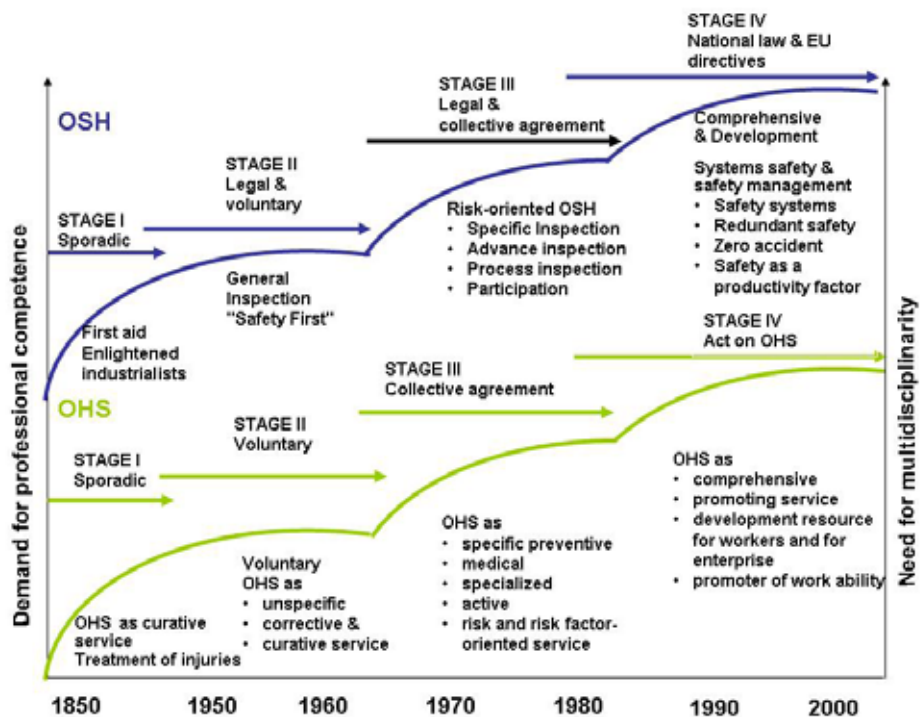 STAGE IV
National law & EU
directives
STAGE III
Legal &
collective agreement
OSH
Comprehensive
& Development
STAGE II
Legal &
voluntary
Systems safety &
safety management
• Safety systems
• Redundant safety
• Zero accident
• Safety as a
productivity factor
STAGE I
Sporadic
Risk-oriented OSH
• Specific Inspection
• Advance inspection
• Process inspection
• Participation
General
Inspection
"Safety First"
First aid
Enlightened
industrialists
STAGE IV
Act on OHS
STAGE III
Collective agreement
OHS
STAGE II
Voluntary
STAGE I
Sporadic
OHS as
• comprehensive
• promoting service
• development resource
for workers and for
enterprise
• promoter of work ability
OHS as
• specific preventive
• medical
• specialized
• active
• risk and risk factor-
oriented service
Voluntary
OHS as
• unspecific
• corrective &
• curative service
OHS as curative
service
Treatment of injuries
Demand for professional competence
Need for multidisciplinarity
1850 1950 1960 1970 1980 1990 2000